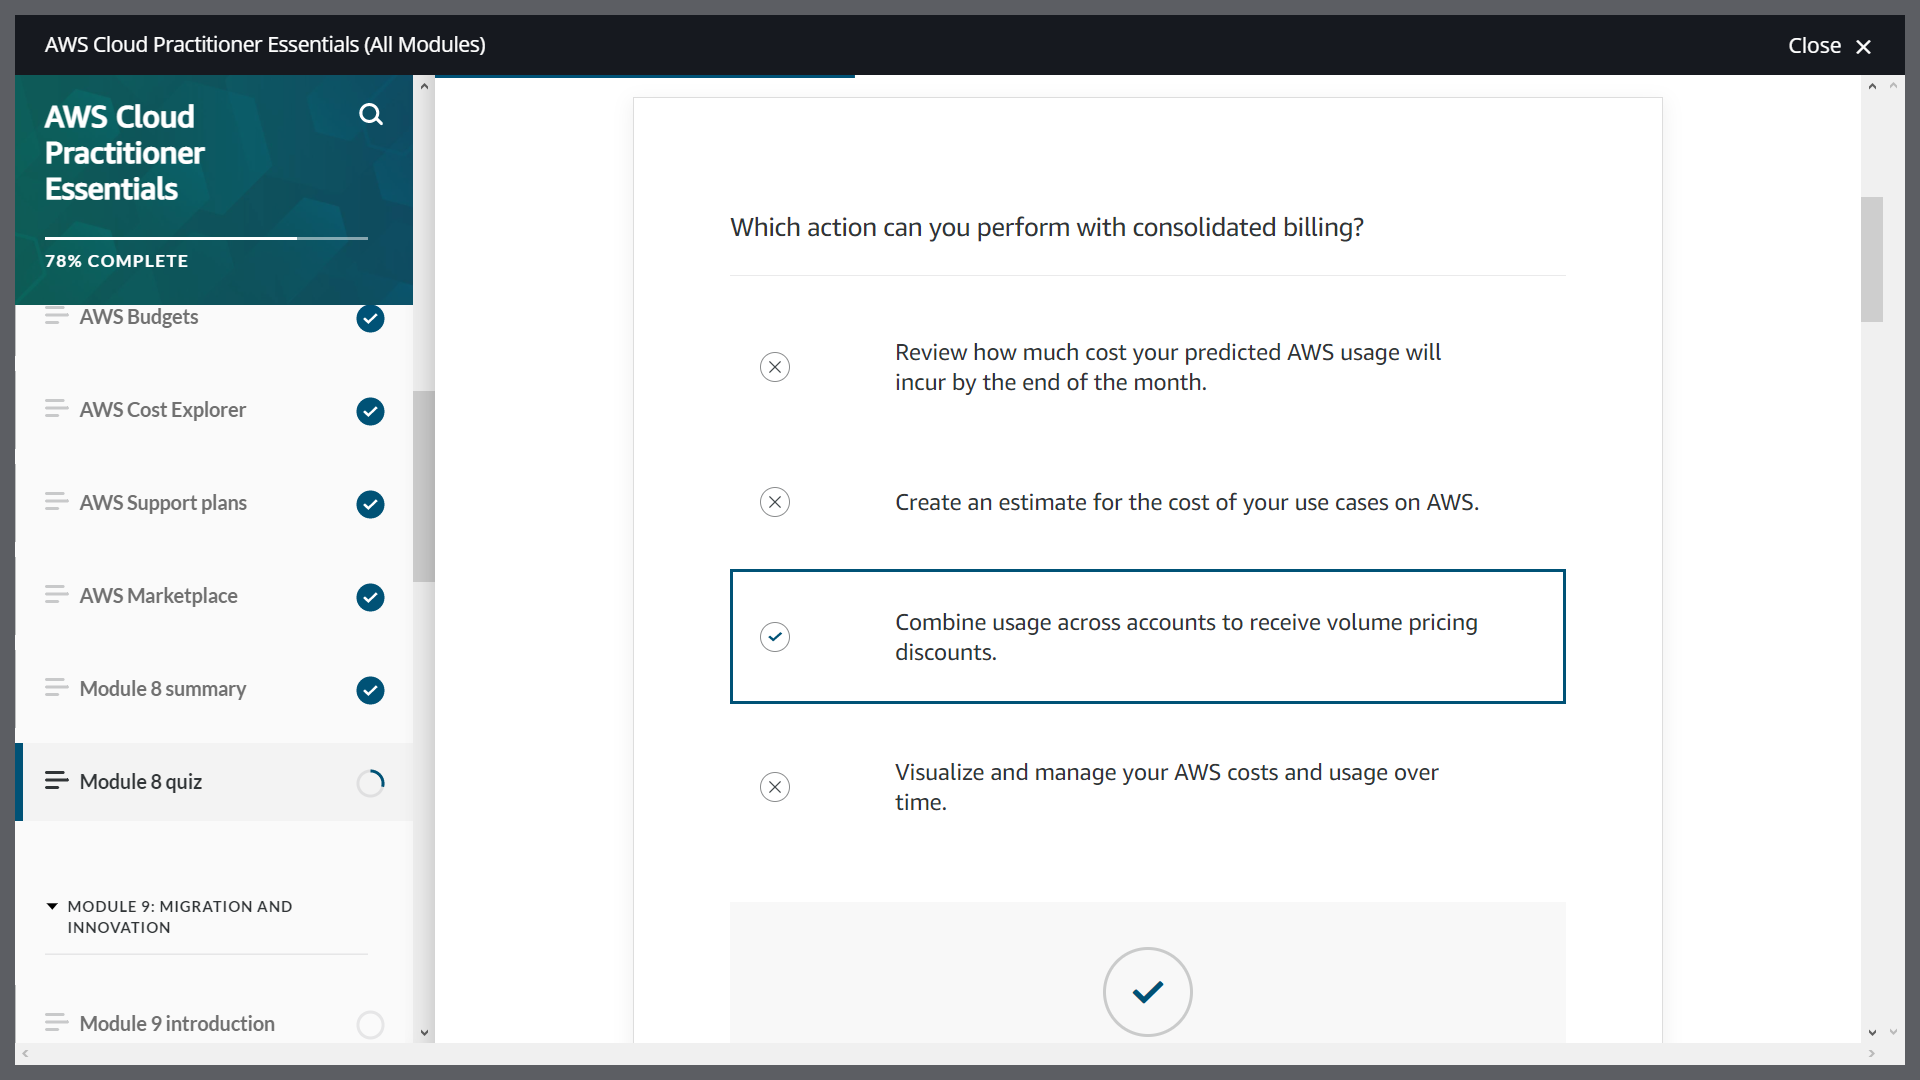 AWS Cloud Practitioner Essentials (All Modules)
Close
AWS Cloud
Practitioner
Essentials
78% COMPLETE
AWS Budgets
AWS Cost Explorer
AWS Support plans
AWS Marketplace
Module 8 summary
Module 8 quiz
MODULE 9: MIGRATION AND
INNOVATION
Module 9 introduction
Which action can you perform with consolidated billing?
Review how much cost your predicted AWS usage will
incur by the end of the month.
Create an estimate for the cost of your use cases on AWS.
Combine usage across accounts to receive volume pricing
discounts.
Visualize and manage your AWS costs and usage over
time.